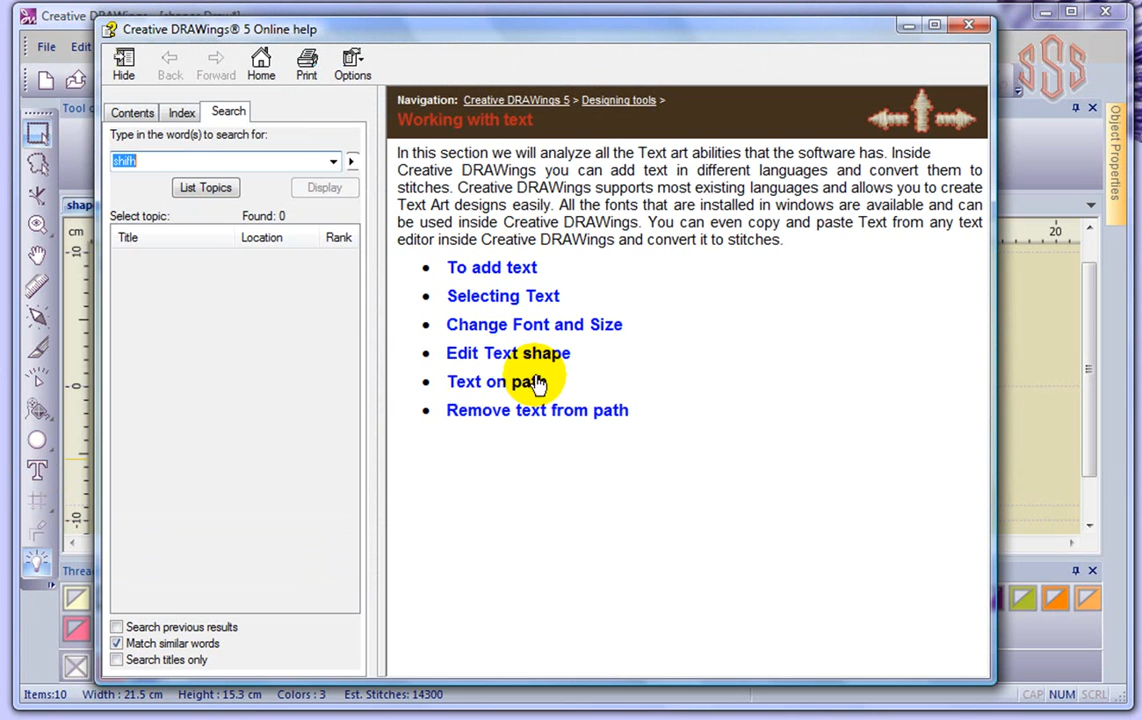 Creative DRAWings
Creative DRAWings® 5 Online help
File Edit
Hide Back Forward Home Print Options
Tool
Contents Index Search
Type in the word(s) to search for:
shifh
List Topics Display
Select topic: Found: 0
Title Location Rank
Search previous results
Match similar words
Search titles only
Navigation: Creative DRAWings 5 > Designing tools >
Working with text
In this section we will analyze all the Text art abilities that the software has. Inside
Creative DRAWings you can add text in different languages and convert them to
stitches. Creative DRAWings supports most existing languages and allows you to create
Text Art designs easily. All the fonts that are installed in windows are available and can
be used inside Creative DRAWings. You can even copy and paste Text from any text
editor inside Creative DRAWings and convert it to stitches.
• To add text
• Selecting Text
• Change Font and Size
• Edit Text shape
• Text on path
• Remove text from path
SSS
Object Properties
shap
cm
-10
-0
-10
20
Threa
Items:10 Width : 21.5 cm Height : 15.3 cm Colors : 3 Est. Stitches: 14300
CAP NUM SCRL